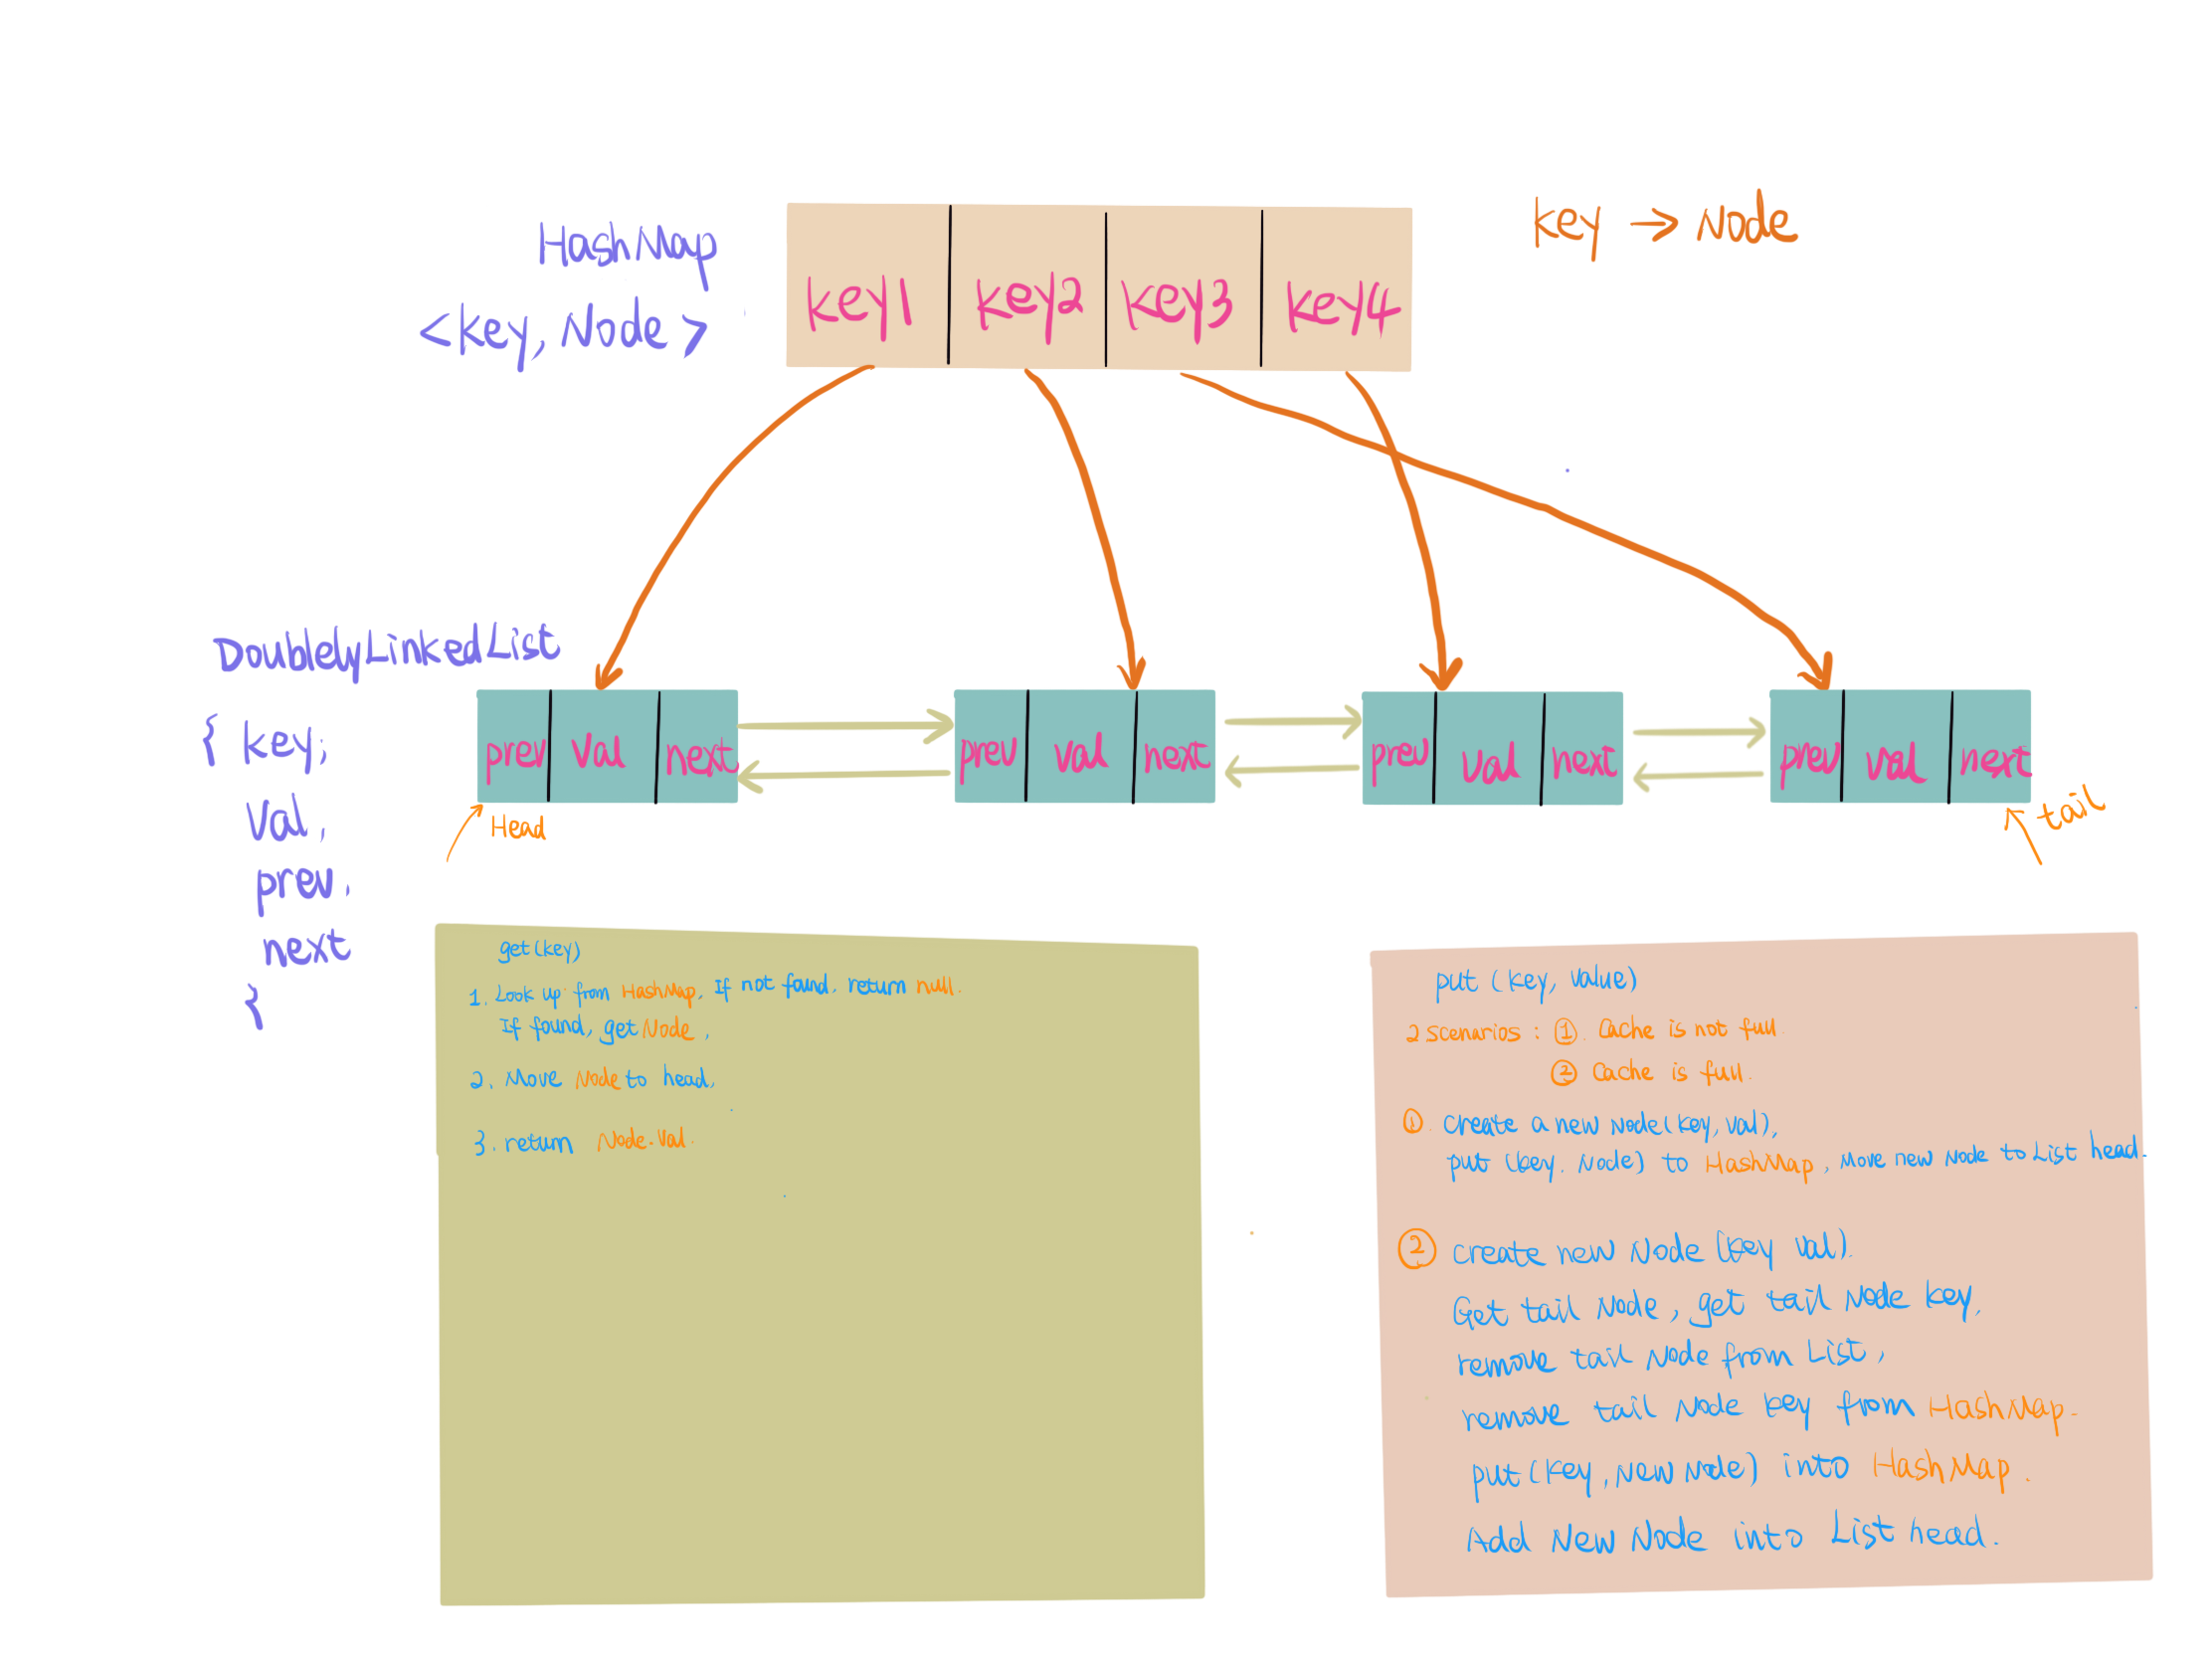 HashMap
<key, Node>
key1 key2 key3 key4
key → Node
DoubledyLinkedList
{ key,
val,
prev,
next
}
prev val next
prev val next
prev val next
prev val next
Head
tail
get (key)
1. Look up from HashMap, If not found, return null.
If found, get Node,
2. Move Node to head,
3. return Node.val.
put (key, value)
2 scenarios: ①. Cache is not full.
② Cache is full.
①. create a new node (key, val),
put (key, Node) to HashMap, move new Node to List head.
② create new Node (key val).
Get tail Node, get tail Node key,
remove tail Node from List,
remove tail Node key from HashMap.
put (key, new node) into HashMap.
Add New Node into List head.